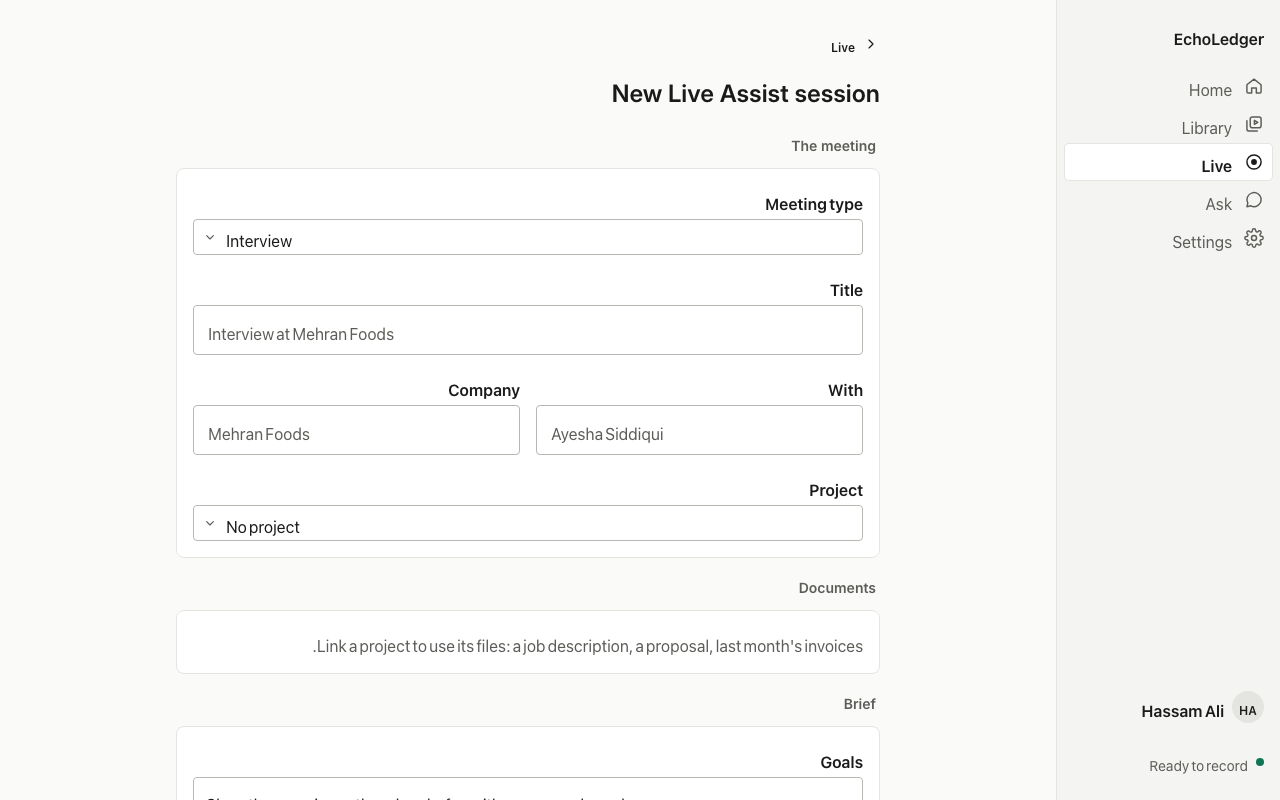 EchoLedger
Home
Library
Live
Ask
Settings
Hassam Ali
HA
Ready to record
Live
New Live Assist session
The meeting
Meeting type
Interview
Title
Interview at Mehran Foods
With
Ayesha Siddiqui
Company
Mehran Foods
Project
No project
Documents
.Link a project to use its files: a job description, a proposal, last month's invoices
Brief
Goals